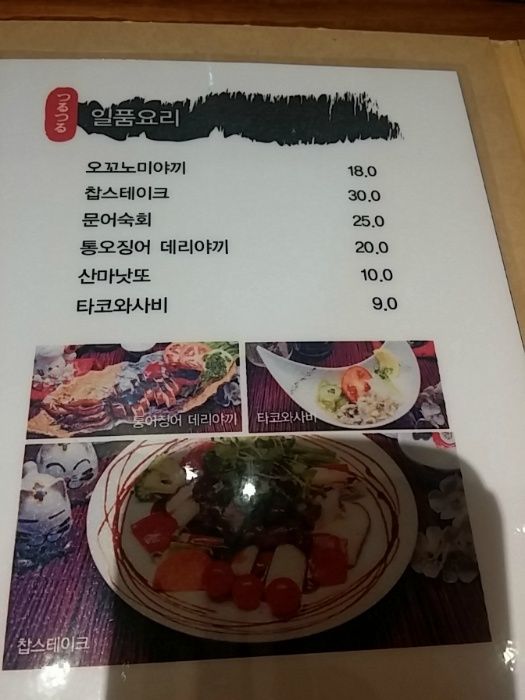 つるつる
일품요리
오꼬노미야끼 18.0
찹스테이크 30.0
문어숙회 25.0
통오징어 데리야끼 20.0
산마낫또 10.0
타코와사비 9.0
통오징어 데리야끼
타코와사비
찹스테이크